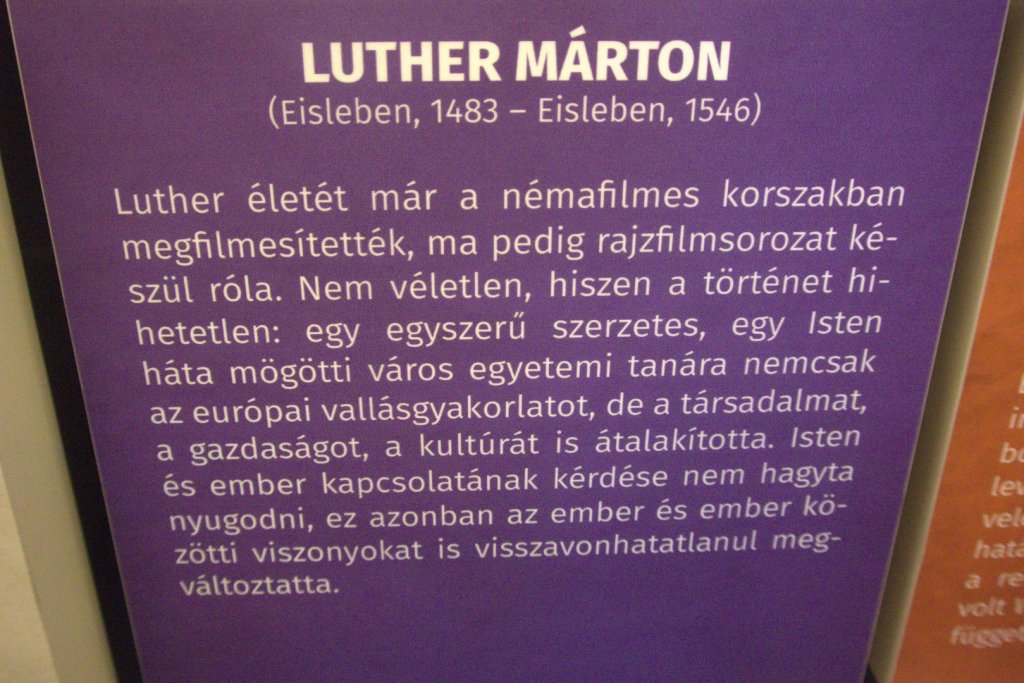 LUTHER MÁRTON
(Eisleben, 1483 – Eisleben, 1546)
Luther életét már a némafilmes korszakban
megfilmesítették, ma pedig rajzfilmsorozat ké-
szül róla. Nem véletlen, hiszen a történet hi-
hetetlen: egy egyszerű szerzetes, egy Isten
háta mögötti város egyetemi tanára nemcsak
az európai vallásgyakorlatot, de a társadalmat,
a gazdaságot, a kultúrát is átalakította. Isten
és ember kapcsolatának kérdése nem hagyta
nyugodni, ez azonban az ember és ember kö-
zötti viszonyokat is visszavonhatatlanul meg-
változtatta.
a re
volt